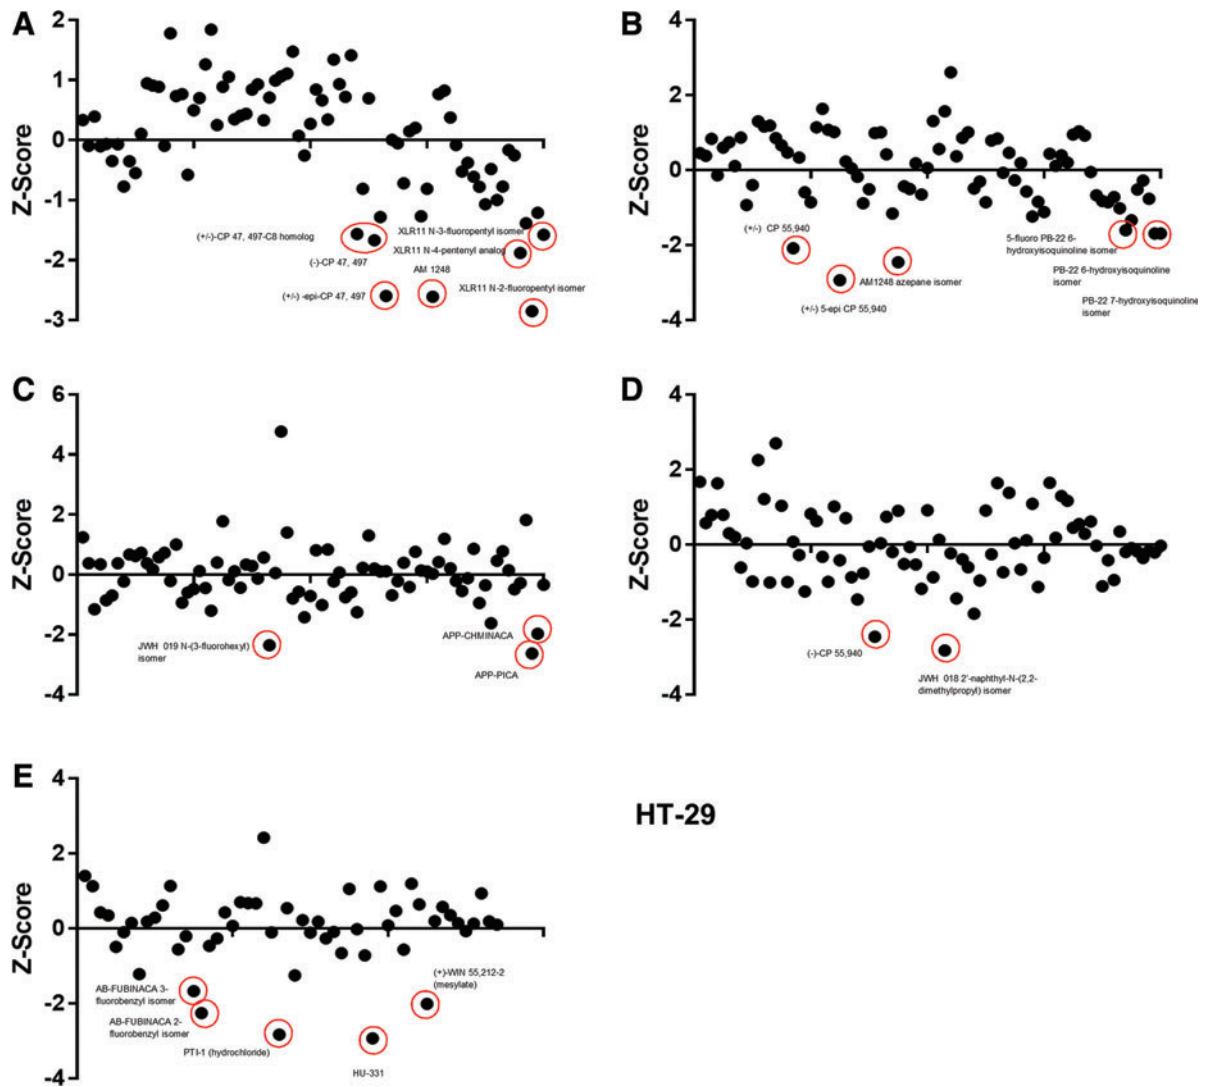 A
B
2
1
0
-1
-2
-3
Z-Score
(+/-)-CP 47, 497-C8 homolog
(-)-CP 47, 497
(+/-) -epi-CP 47, 497
XLR11 N-3-fluoropentyl isomer
XLR11 N-4-pentenyl analog
AM 1248
XLR11 N-2-fluoropentyl isomer
4
2
0
-2
-4
Z-Score
(+/-) CP 55,940
(+/-) 5-epi CP 55,940
AM1248 azepane isomer
5-fluoro PB-22 6-
hydroxyisoquinoline isomer
PB-22 6-hydroxyisoquinoline
isomer
PB-22 7-hydroxyisoquinoline
isomer
C
D
6
4
2
0
-2
-4
Z-Score
JWH 019 N-(3-fluorohexyl)
isomer
APP-CHMINACA
APP-PICA
4
2
0
-2
-4
Z-Score
(-)-CP 55,940
JWH 018 2'-naphthyl-N-(2,2-
dimethylpropyl) isomer
E
4
2
0
-2
-4
Z-Score
AB-FUBINACA 3-
fluorobenzyl isomer
AB-FUBINACA 2-
fluorobenzyl isomer
PTI-1 (hydrochloride)
HU-331
(+)-WIN 55,212-2
(mesylate)
HT-29